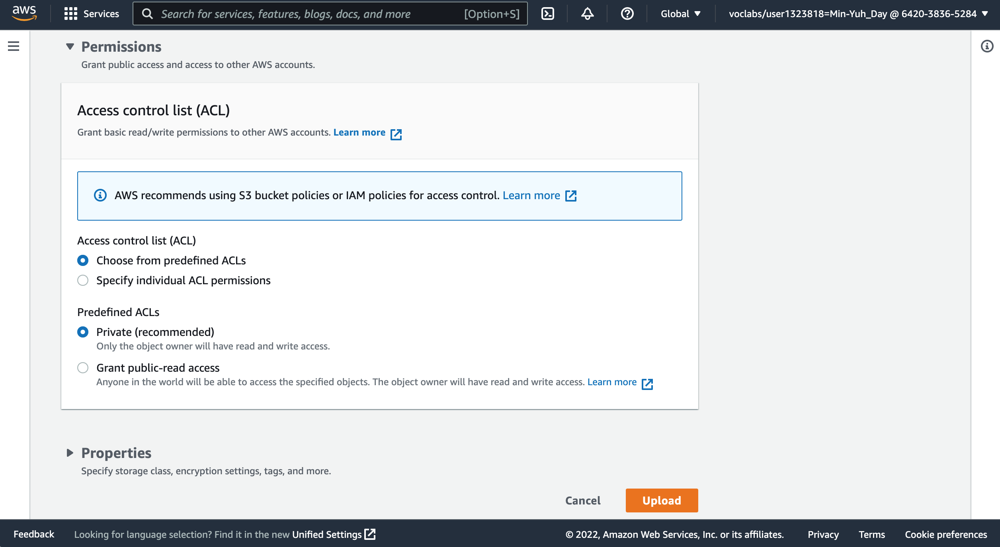 aws
Services
Search for services, features, blogs, docs, and more [Option+S]
Global
voclabs/user1323818=Min-Yuh_Day @ 6420-3836-5284
Permissions
Grant public access and access to other AWS accounts.
Access control list (ACL)
Grant basic read/write permissions to other AWS accounts. Learn more
AWS recommends using S3 bucket policies or IAM policies for access control. Learn more
Access control list (ACL)
Choose from predefined ACLs
Specify individual ACL permissions
Predefined ACLs
Private (recommended)
Only the object owner will have read and write access.
Grant public-read access
Anyone in the world will be able to access the specified objects. The object owner will have read and write access. Learn more
Properties
Specify storage class, encryption settings, tags, and more.
Cancel
Upload
Feedback
Looking for language selection? Find it in the new Unified Settings
© 2022, Amazon Web Services, Inc. or its affiliates.
Privacy
Terms
Cookie preferences